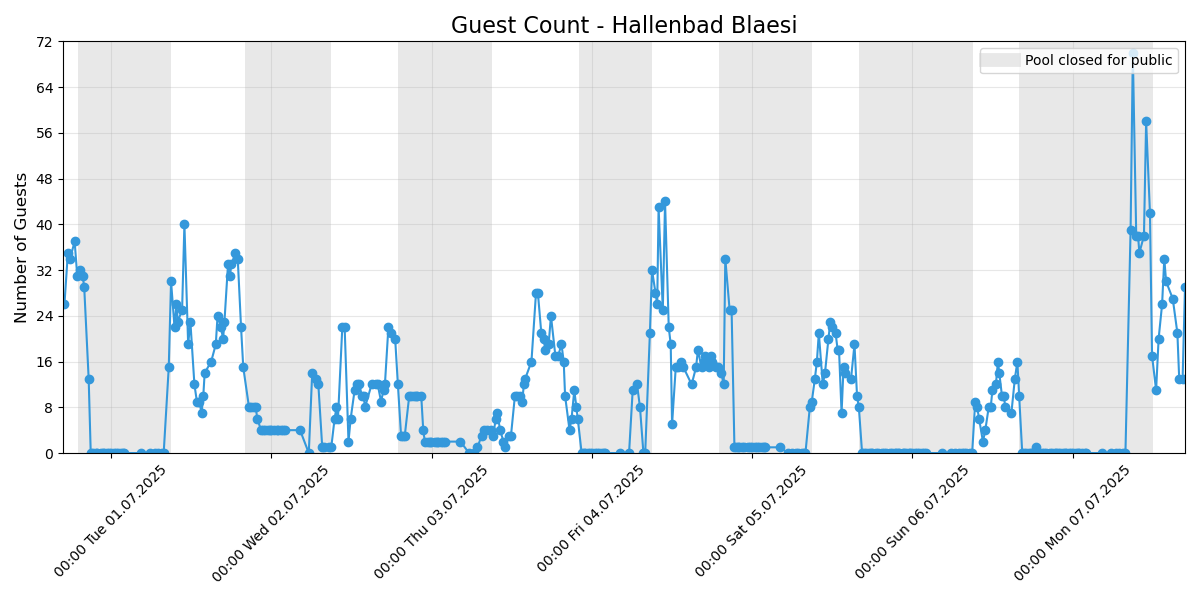 Guest Count - Hallenbad Blaesi
Pool closed for public
Number of Guests
72
64
56
48
40
32
24
16
8
0
00:00 Tue 01.07.2025
00:00 Wed 02.07.2025
00:00 Thu 03.07.2025
00:00 Fri 04.07.2025
00:00 Sat 05.07.2025
00:00 Sun 06.07.2025
00:00 Mon 07.07.2025